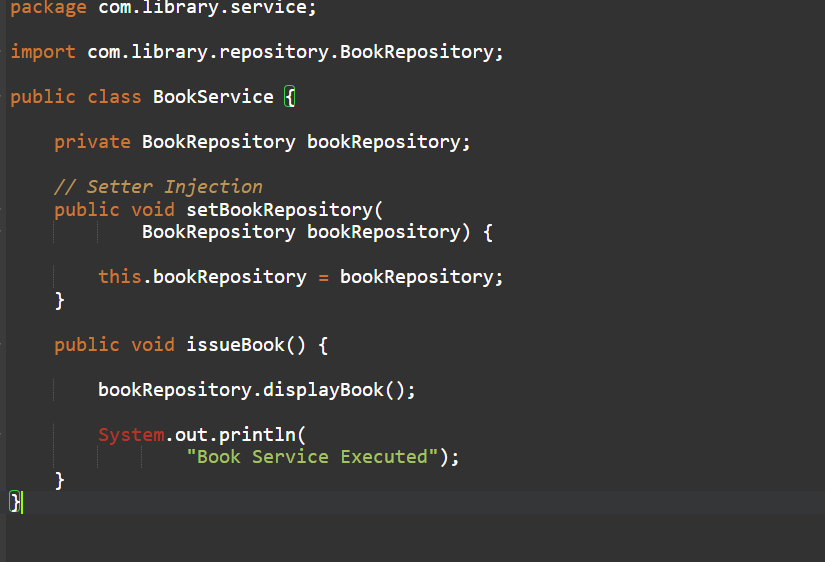 package com.library.service;
import com.library.repository.BookRepository;
public class BookService {
private BookRepository bookRepository;
// Setter Injection
public void setBookRepository(
BookRepository bookRepository) {
this.bookRepository = bookRepository;
}
public void issueBook() {
bookRepository.displayBook();
System.out.println(
"Book Service Executed");
}
}